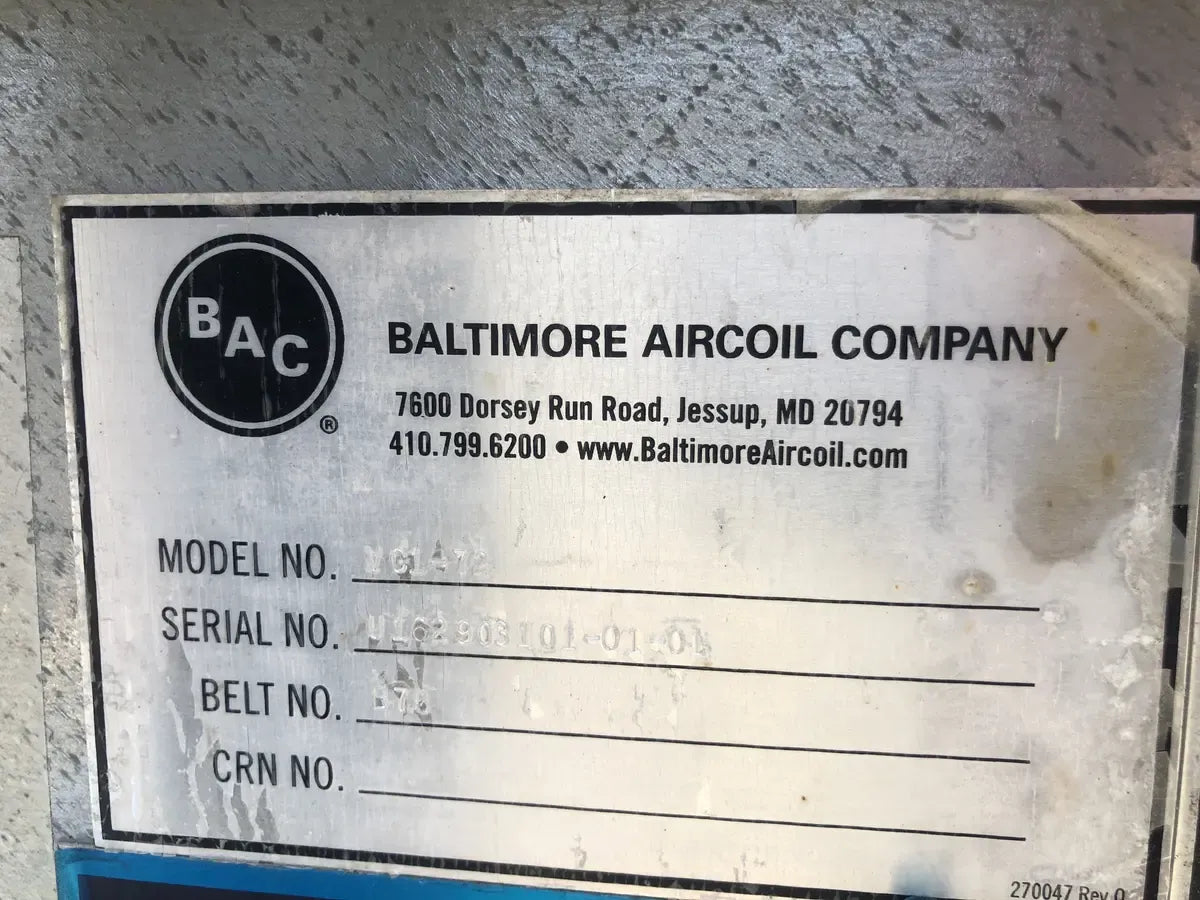 BAC
®
BALTIMORE AIRCOIL COMPANY
7600 Dorsey Run Road, Jessup, MD 20794
410.799.6200 • www.BaltimoreAircoil.com
MODEL NO.
SERIAL NO.
BELT NO.
CRN NO.
270047 Rev 0